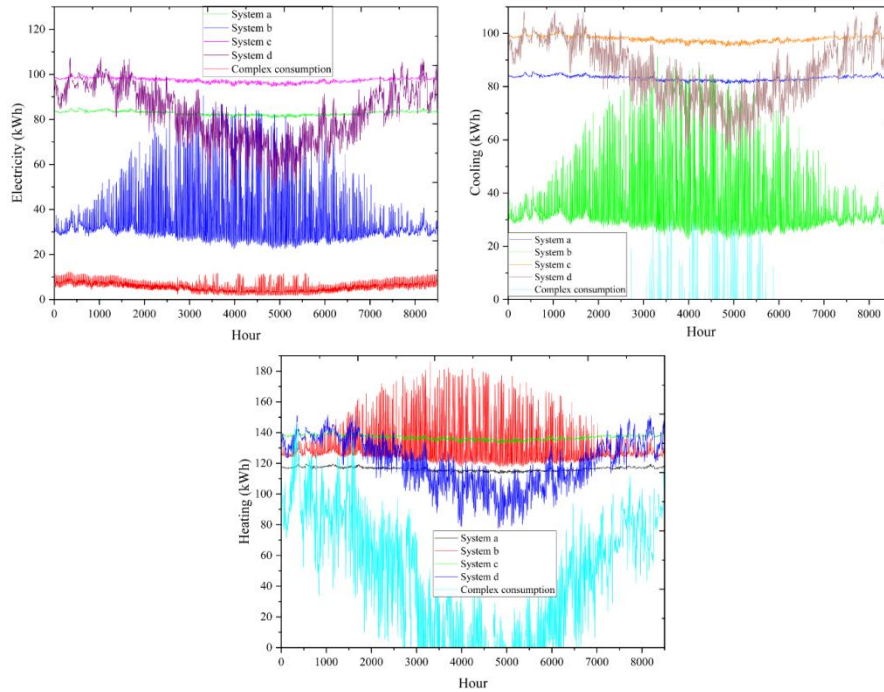 System a
System b
System c
System d
Complex consumption
Electricity (kWh)
120
100
80
60
40
20
0
0 1000 2000 3000 4000 5000 6000 7000 8000
Hour
Cooling (kWh)
100
80
60
40
20
0
System a
System b
System c
System d
Complex consumption
0 1000 2000 3000 4000 5000 6000 7000 8000
Hour
Heating (kWh)
180
160
140
120
100
80
60
40
20
0
System a
System b
System c
System d
Complex consumption
0 1000 2000 3000 4000 5000 6000 7000 8000
Hour